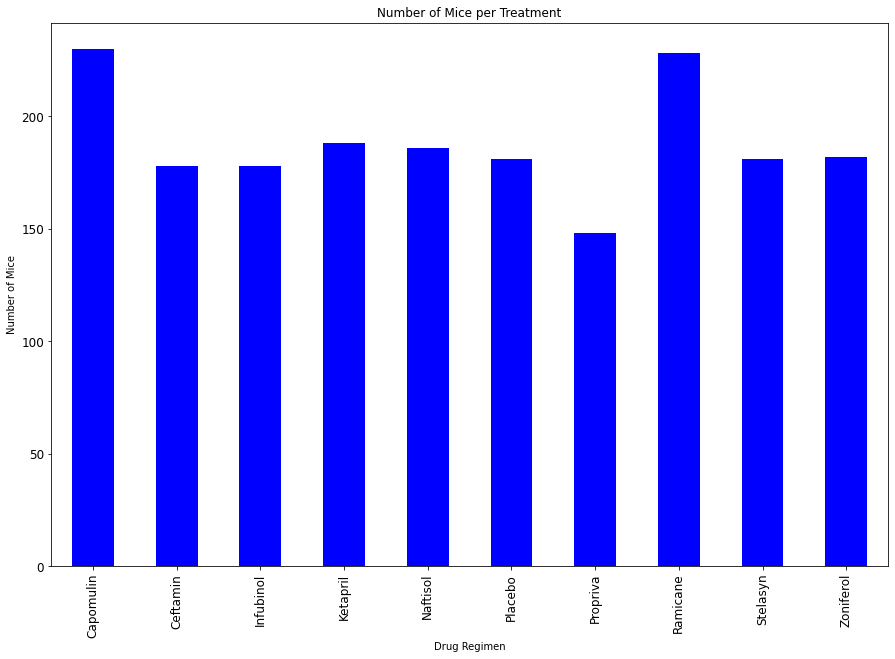 Number of Mice per Treatment
Number of Mice
200
150
100
50
0
Capomulin
Ceftamin
Infubinol
Ketapril
Naftisol
Placebo
Propriva
Ramicane
Stelasyn
Zoniferol
Drug Regimen